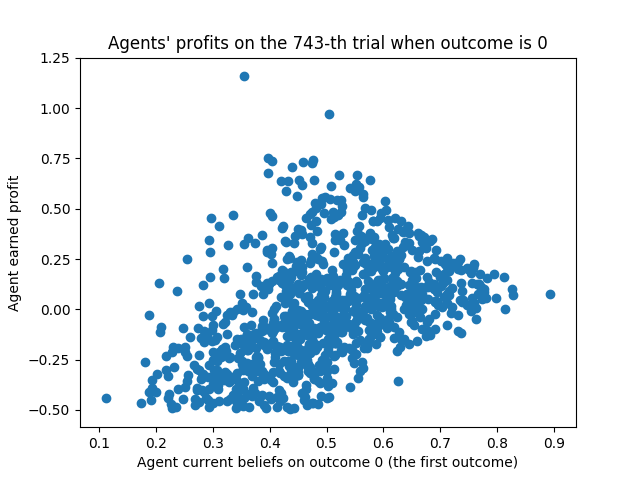 Agents' profits on the 743-th trial when outcome is 0
1.25
1.00
0.75
0.50
0.25
0.00
−0.25
−0.50
Agent earned profit
0.1 0.2 0.3 0.4 0.5 0.6 0.7 0.8 0.9
Agent current beliefs on outcome 0 (the first outcome)